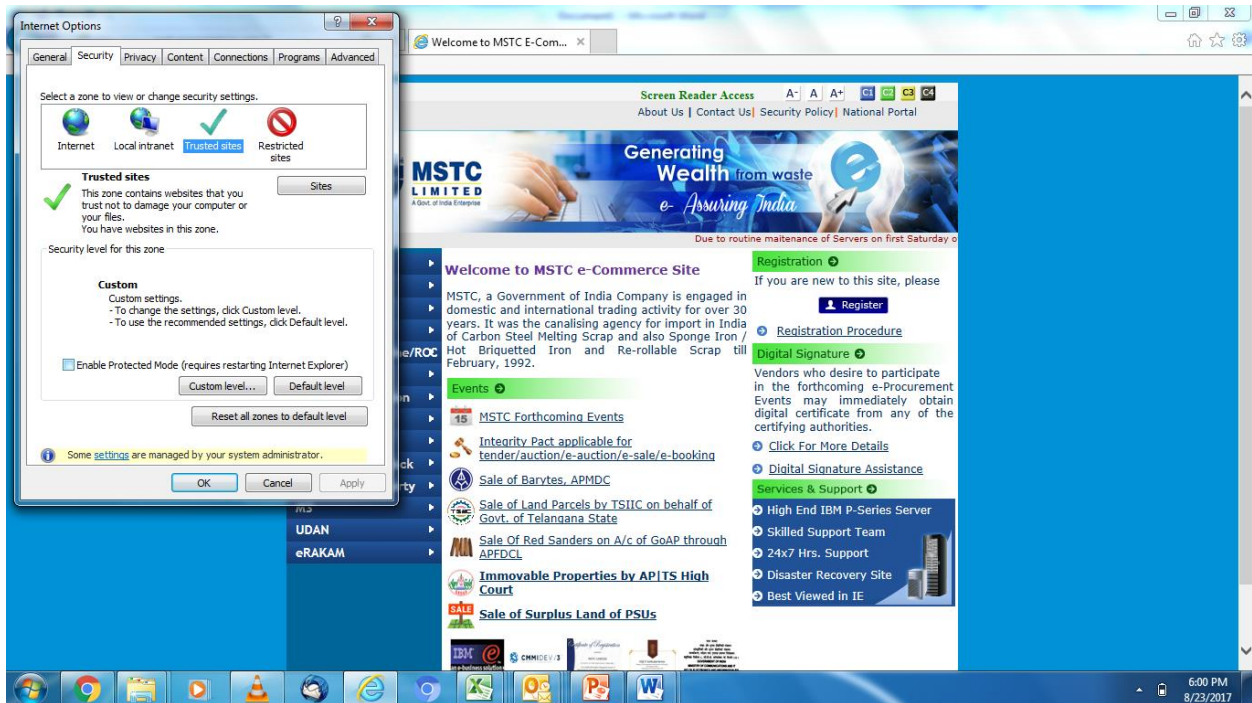 Document1 - Microsoft Word
Internet Options
General Security Privacy Content Connections Programs Advanced
Select a zone to view or change security settings.
Internet Local intranet Trusted sites Restricted sites
Trusted sites
Sites
This zone contains websites that you
trust not to damage your computer or
your files.
You have websites in this zone.
Security level for this zone
Custom
Custom settings.
- To change the settings, click Custom level.
- To use the recommended settings, click Default level.
Enable Protected Mode (requires restarting Internet Explorer)
Custom level... Default level
Reset all zones to default level
Some settings are managed by your system administrator.
OK Cancel Apply
Welcome to MSTC E-Com...
Screen Reader Access A- A A+ C1 C2 C3 C4
About Us | Contact Us| Security Policy| National Portal
MSTC
LIMITED
A Govt. of India Enterprise
Generating
Wealth from waste
e- Assuring India
Due to routine maitenance of Servers on first Saturday o
e/ROC
on
ck
rty
MS
UDAN
eRAKAM
Welcome to MSTC e-Commerce Site
MSTC, a Government of India Company is engaged in
domestic and international trading activity for over 30
years. It was the canalising agency for import in India
of Carbon Steel Melting Scrap and also Sponge Iron /
Hot Briquetted Iron and Re-rollable Scrap till
February, 1992.
Events
15 MSTC Forthcoming Events
Integrity Pact applicable for
tender/auction/e-auction/e-sale/e-booking
Sale of Barytes, APMDC
Sale of Land Parcels by TSIIC on behalf of
Govt. of Telangana State
Sale Of Red Sanders on A/c of GoAP through
APFDCL
Immovable Properties by AP|TS High
Court
SALE
Sale of Surplus Land of PSUs
IBM
CMMIDEV/3
Registration
If you are new to this site, please
Register
Registration Procedure
Digital Signature
Vendors who desire to participate
in the forthcoming e-Procurement
Events may immediately obtain
digital certificate from any of the
certifying authorities.
Click For More Details
Digital Signature Assistance
Services & Support
High End IBM P-Series Server
Skilled Support Team
24x7 Hrs. Support
Disaster Recovery Site
Best Viewed in IE
6:00 PM
8/23/2017